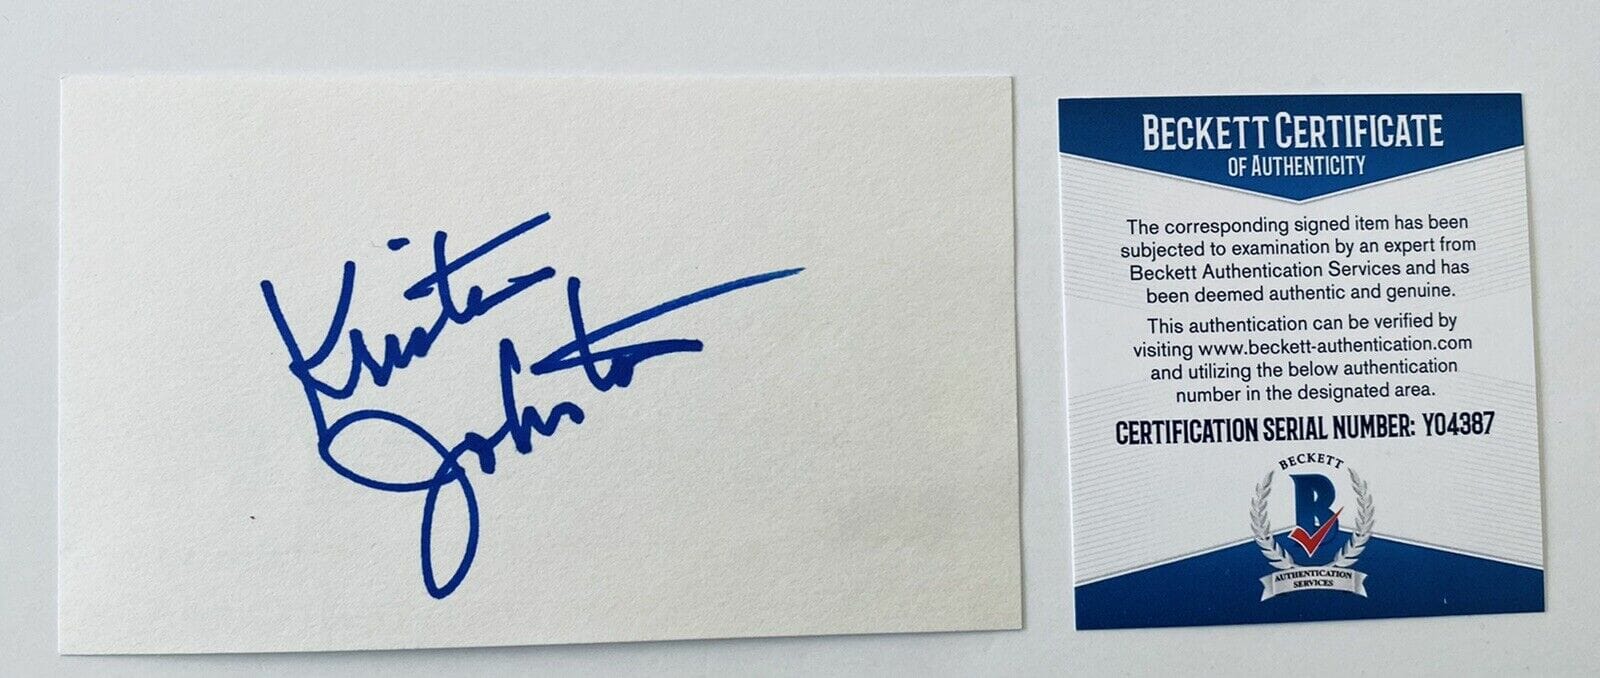 Kristen
Johnston
BECKETT CERTIFICATE
OF AUTHENTICITY
The corresponding signed item has been
subjected to examination by an expert from
Beckett Authentication Services and has
been deemed authentic and genuine.
This authentication can be verified by
visiting www.beckett-authentication.com
and utilizing the below authentication
number in the designated area.
CERTIFICATION SERIAL NUMBER: Y04387
BECKETT
B
AUTHENTICATION
SERVICES